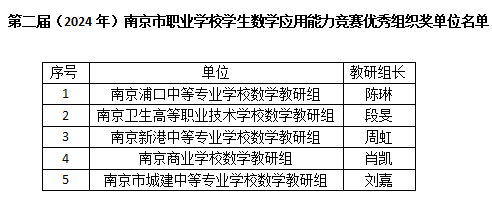 第二届（2024 年）南京市职业学校学生数学应用能力竞赛优秀组织奖单位名单
序号 单位 教研组长
1 南京浦口中等专业学校数学教研组 陈琳
2 南京卫生高等职业技术学校数学教研组 段旻
3 南京新港中等专业学校数学教研组 周虹
4 南京商业学校数学教研组 肖凯
5 南京市城建中等专业学校数学教研组 刘嘉